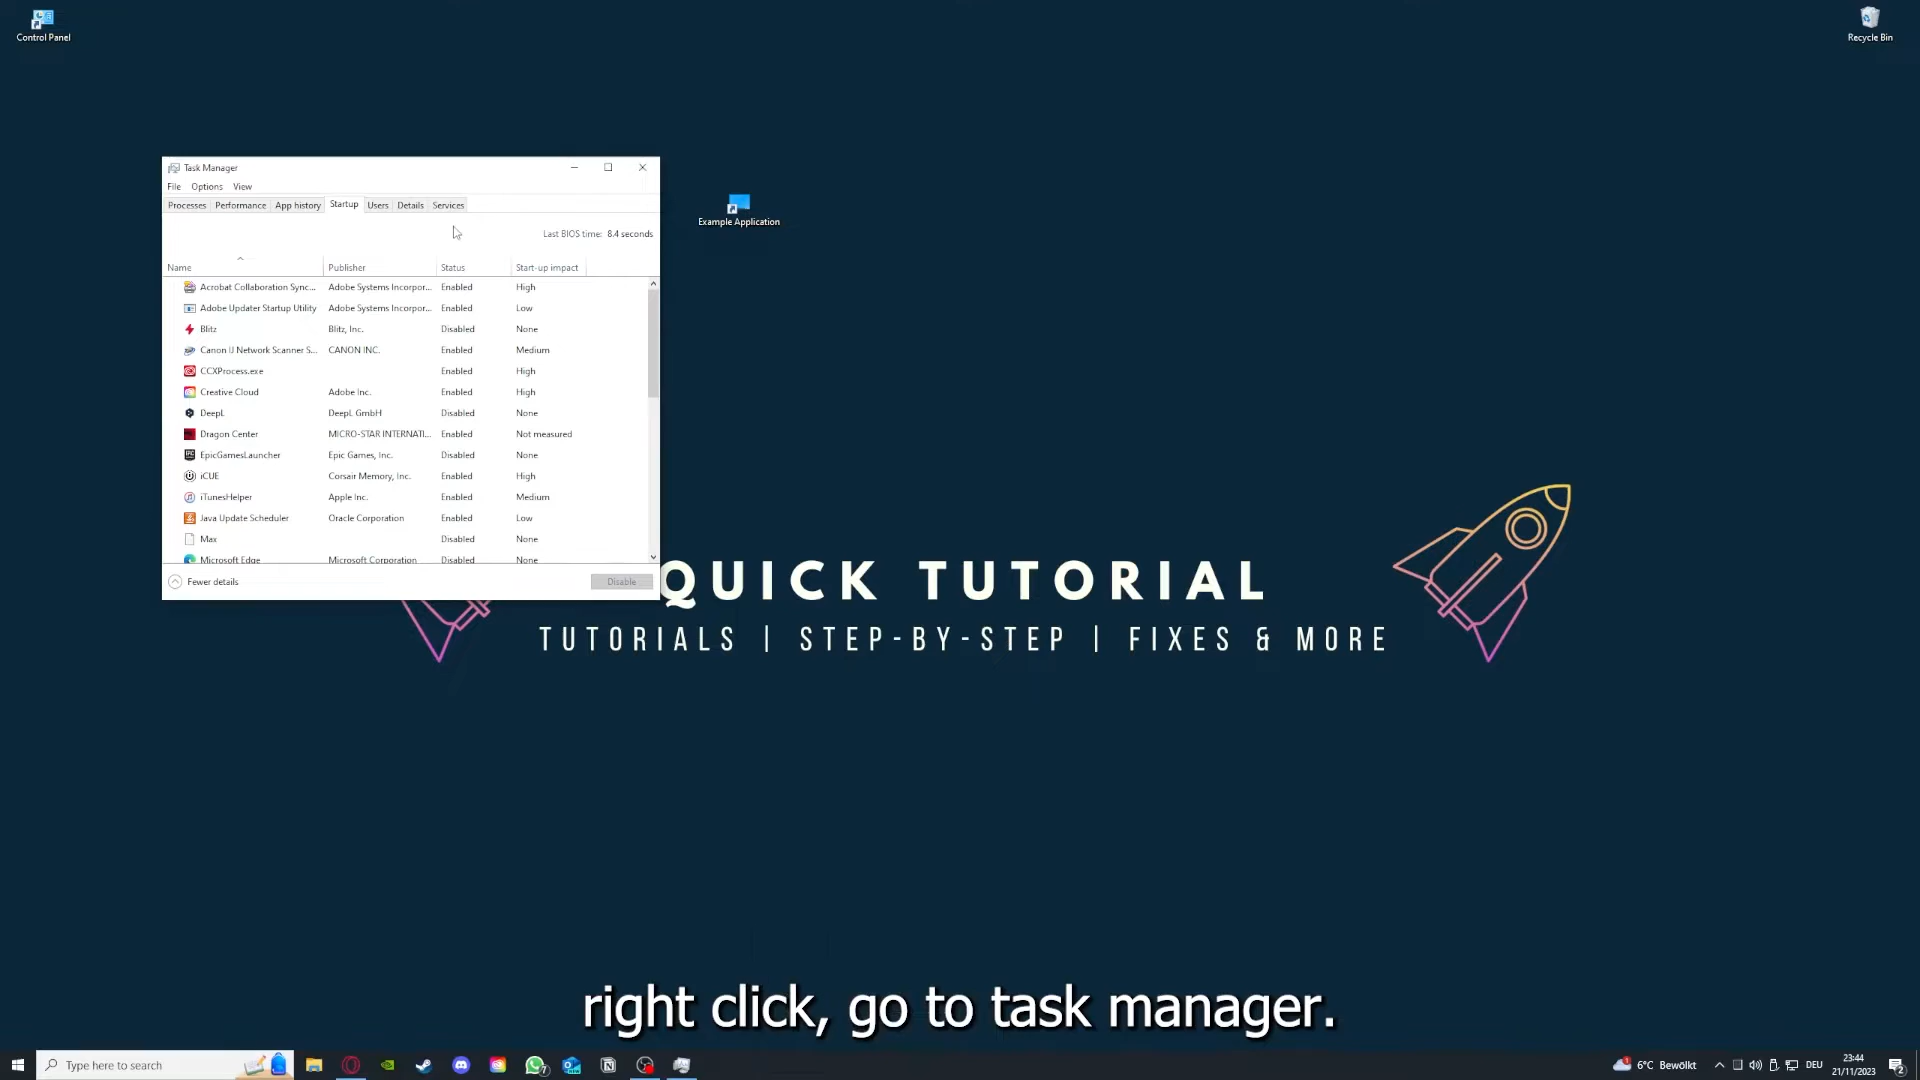 Control Panel
Recycle Bin
Task Manager
File Options View
Processes Performance App history Startup Users Details Services
Example Application
Last BIOS time: 8.4 seconds
Name Publisher Status Start-up impact
Acrobat Collaboration Sync... Adobe Systems Incorpor... Enabled High
Adobe Updater Startup Utility Adobe Systems Incorpor... Enabled Low
Blitz Blitz, Inc. Disabled None
Canon IJ Network Scanner S... CANON INC. Enabled Medium
CCXProcess.exe Enabled High
Creative Cloud Adobe Inc. Enabled High
DeepL DeepL GmbH Disabled None
Dragon Center MICRO-STAR INTERNATI... Enabled Not measured
EpicGamesLauncher Epic Games, Inc. Disabled None
iCUE Corsair Memory, Inc. Enabled High
iTunesHelper Apple Inc. Enabled Medium
Java Update Scheduler Oracle Corporation Enabled Low
Max Disabled None
Microsoft Edge Microsoft Corporation Disabled None
Fewer details Disable
QUICK TUTORIAL
TUTORIALS | STEP-BY-STEP | FIXES & MORE
right click, go to task manager.
Type here to search
7
1
6°C Bewölkt
DEU
23:44
21/11/2023
2